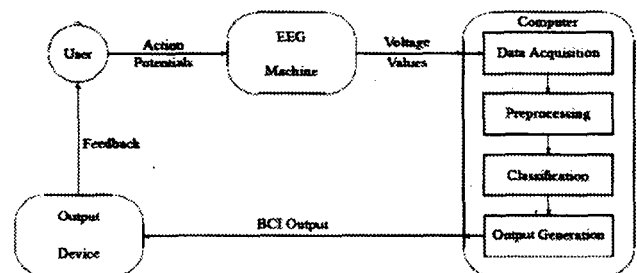 Computer
User
Action
Potentials
EEG
Machine
Voltage
Values
Data Acquisition
Preprocessing
Classification
Output Generation
Feedback
BCI Output
Output
Device